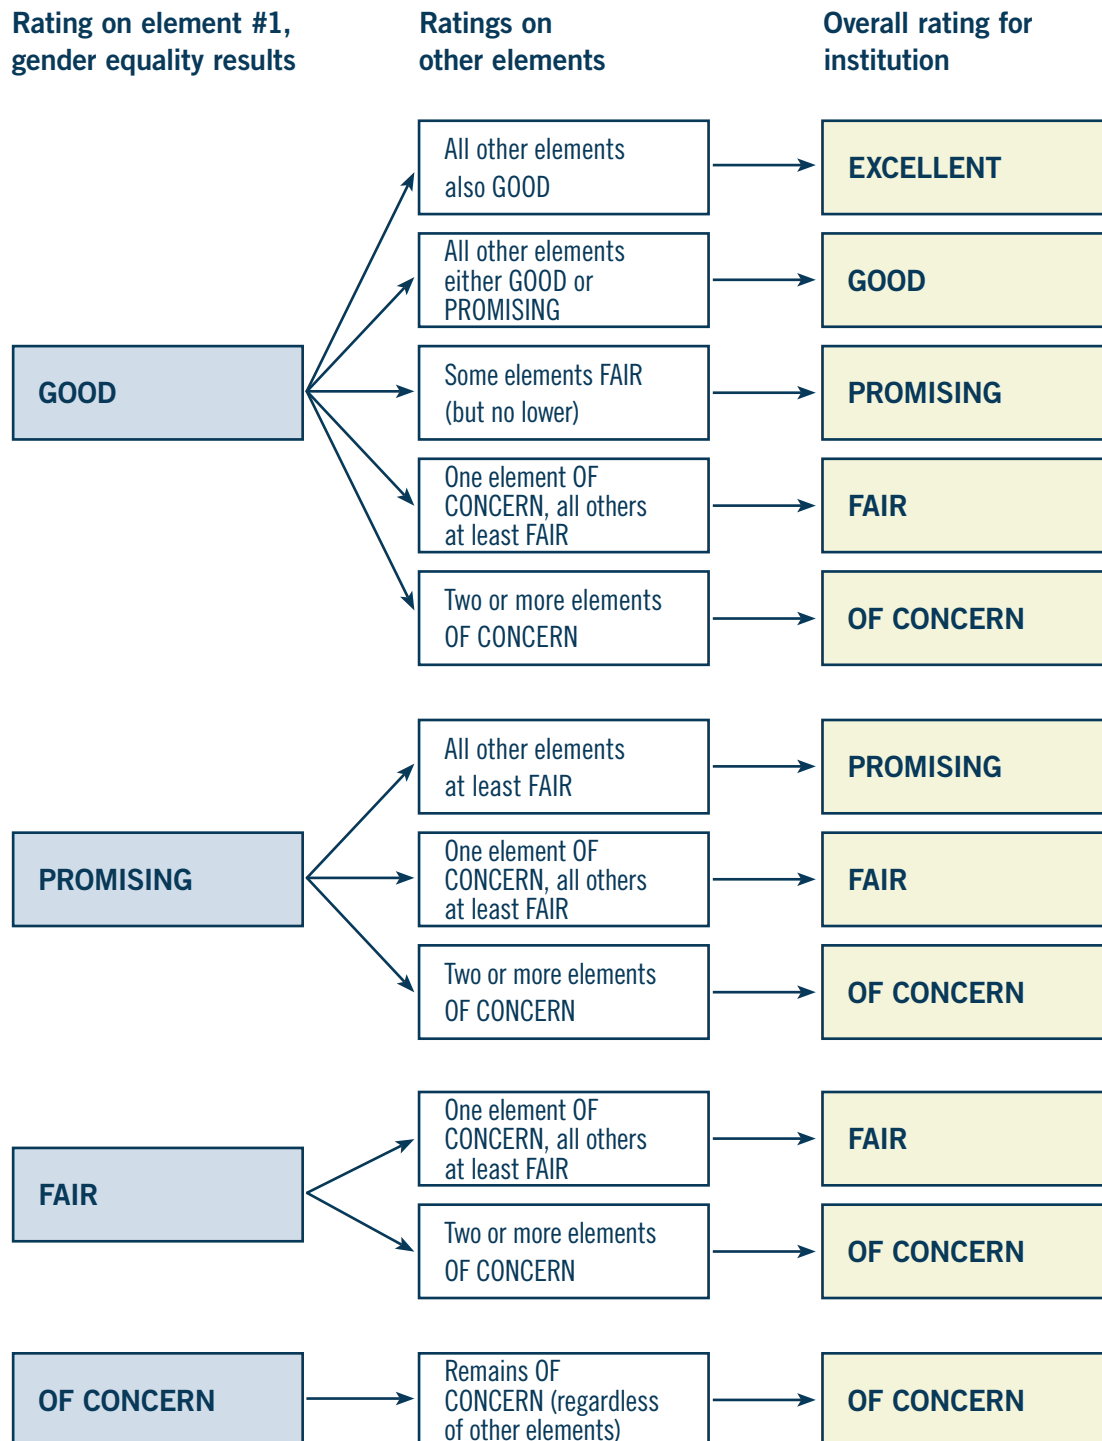 Rating on element #1,
gender equality results
Ratings on
other elements
Overall rating for
institution
GOOD
All other elements
also GOOD
EXCELLENT
All other elements
either GOOD or
PROMISING
GOOD
Some elements FAIR
(but no lower)
PROMISING
One element OF
CONCERN, all others
at least FAIR
FAIR
Two or more elements
OF CONCERN
OF CONCERN
PROMISING
All other elements
at least FAIR
PROMISING
One element OF
CONCERN, all others
at least FAIR
FAIR
Two or more elements
OF CONCERN
OF CONCERN
FAIR
One element OF
CONCERN, all others
at least FAIR
FAIR
Two or more elements
OF CONCERN
OF CONCERN
OF CONCERN
Remains OF
CONCERN (regardless
of other elements)
OF CONCERN